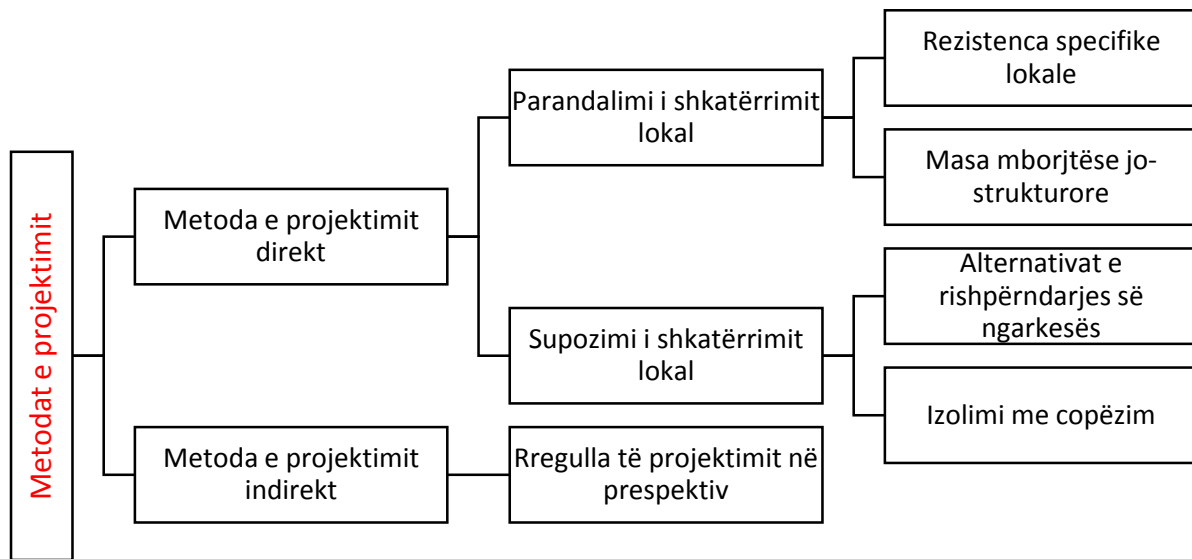 Metodat e projektimit
Metoda e projektimit
direkt
Parandalimi i shkatërrimit
lokal
Rezistenca specifike
lokale
Masa mborjtëse jo-
strukturore
Supozimi i shkatërrimit
lokal
Alternativat e
rishpërndarjes së
ngarkesës
Izolimi me copëzim
Metoda e projektimit
indirekt
Rregulla të projektimit në
prespektiv